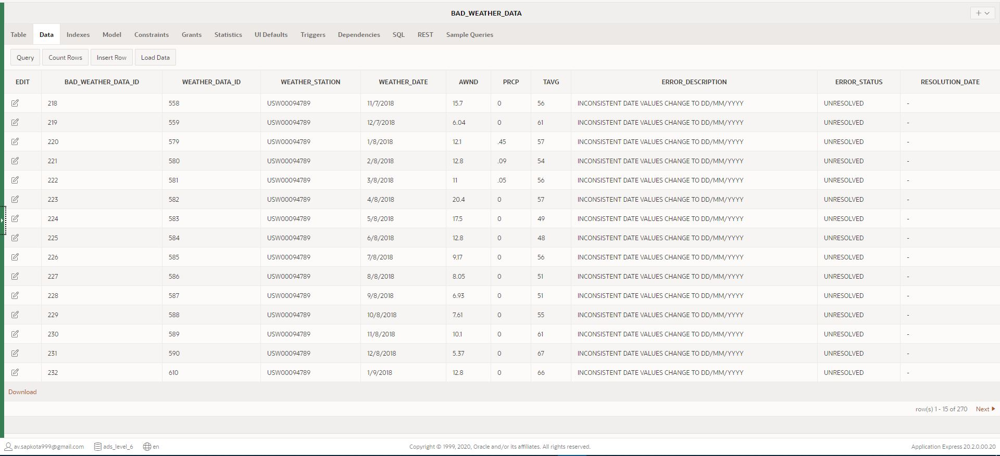 BAD_WEATHER_DATA
Table Data Indexes Model Constraints Grants Statistics UI Defaults Triggers Dependencies SQL REST Sample Queries
Query Count Rows Insert Row Load Data
EDIT BAD_WEATHER_DATA_ID WEATHER_DATA_ID WEATHER_STATION WEATHER_DATE AWND PRCP TAVG ERROR_DESCRIPTION ERROR_STATUS RESOLUTION_DATE
218 558 USW00094789 11/7/2018 15.7 0 56 INCONSISTENT DATE VALUES CHANGE TO DD/MM/YYYY UNRESOLVED -
219 559 USW00094789 12/7/2018 6.04 0 61 INCONSISTENT DATE VALUES CHANGE TO DD/MM/YYYY UNRESOLVED -
220 579 USW00094789 1/8/2018 12.1 .45 57 INCONSISTENT DATE VALUES CHANGE TO DD/MM/YYYY UNRESOLVED -
221 580 USW00094789 2/8/2018 12.8 .09 54 INCONSISTENT DATE VALUES CHANGE TO DD/MM/YYYY UNRESOLVED -
222 581 USW00094789 3/8/2018 11 .05 56 INCONSISTENT DATE VALUES CHANGE TO DD/MM/YYYY UNRESOLVED -
223 582 USW00094789 4/8/2018 20.4 0 57 INCONSISTENT DATE VALUES CHANGE TO DD/MM/YYYY UNRESOLVED -
224 583 USW00094789 5/8/2018 17.5 0 49 INCONSISTENT DATE VALUES CHANGE TO DD/MM/YYYY UNRESOLVED -
225 584 USW00094789 6/8/2018 12.8 0 48 INCONSISTENT DATE VALUES CHANGE TO DD/MM/YYYY UNRESOLVED -
226 585 USW00094789 7/8/2018 9.17 0 56 INCONSISTENT DATE VALUES CHANGE TO DD/MM/YYYY UNRESOLVED -
227 586 USW00094789 8/8/2018 8.05 0 51 INCONSISTENT DATE VALUES CHANGE TO DD/MM/YYYY UNRESOLVED -
228 587 USW00094789 9/8/2018 6.93 0 51 INCONSISTENT DATE VALUES CHANGE TO DD/MM/YYYY UNRESOLVED -
229 588 USW00094789 10/8/2018 7.61 0 55 INCONSISTENT DATE VALUES CHANGE TO DD/MM/YYYY UNRESOLVED -
230 589 USW00094789 11/8/2018 10.1 0 61 INCONSISTENT DATE VALUES CHANGE TO DD/MM/YYYY UNRESOLVED -
231 590 USW00094789 12/8/2018 5.37 0 67 INCONSISTENT DATE VALUES CHANGE TO DD/MM/YYYY UNRESOLVED -
232 610 USW00094789 1/9/2018 12.8 0 66 INCONSISTENT DATE VALUES CHANGE TO DD/MM/YYYY UNRESOLVED -
Download
row(s) 1 - 15 of 270 Next
av.sapkota999@gmail.com ads_level_6 en Copyright © 1999, 2020, Oracle and/or its affiliates. All rights reserved. Application Express 20.2.0.00.20